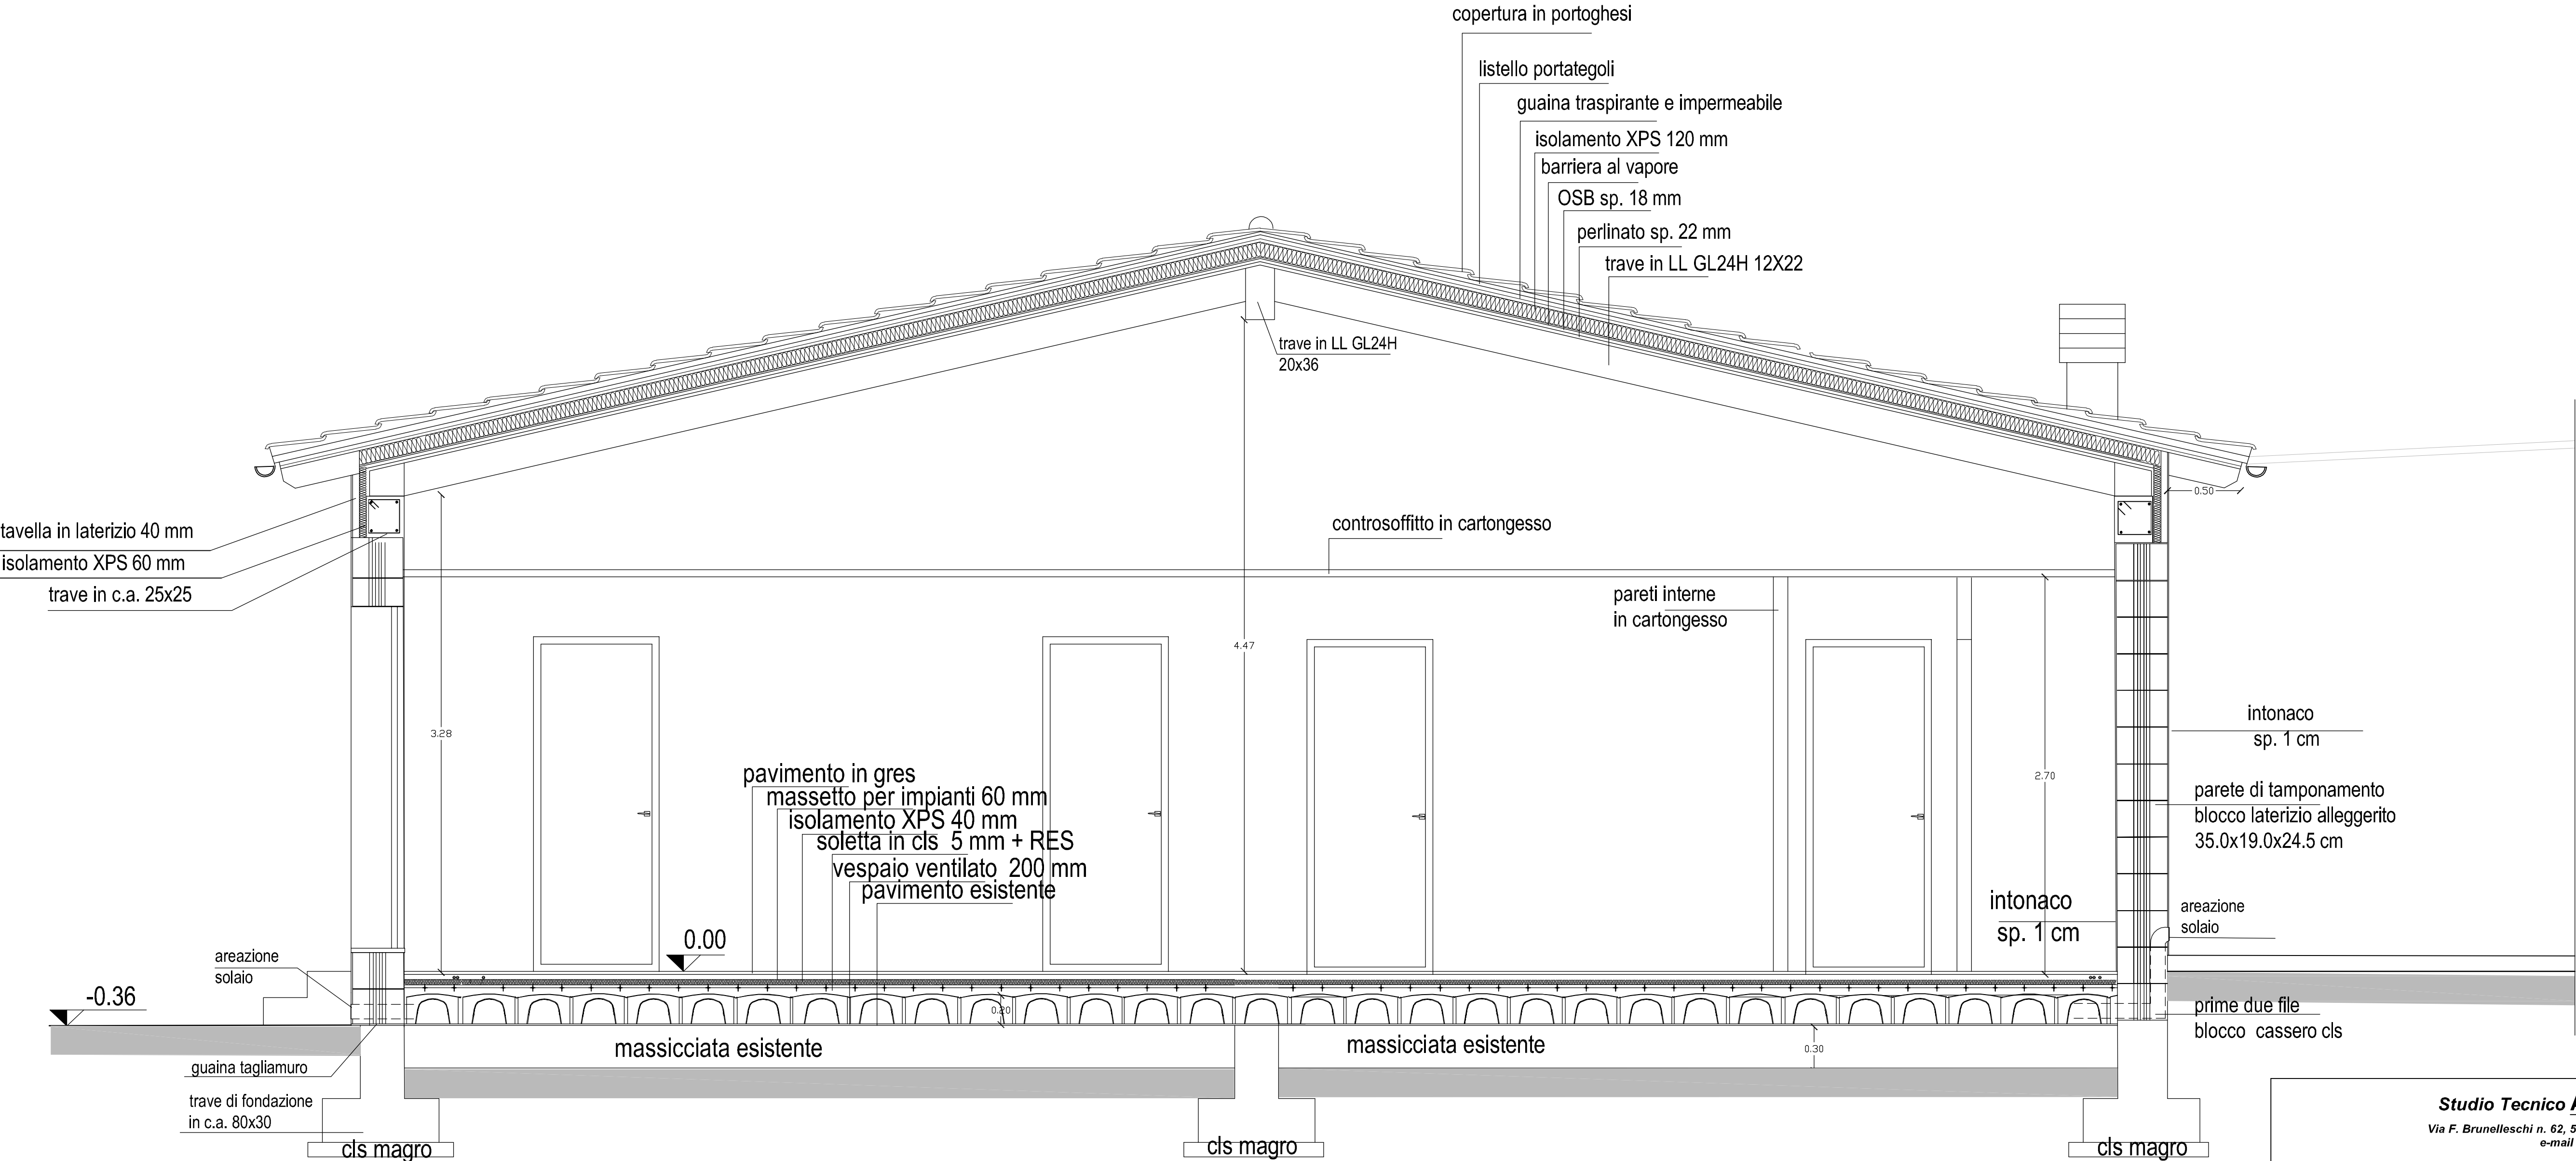 copertura in portoghesi
listello portategoli
guaina traspirante e impermeabile
isolamento XPS 120 mm
barriera al vapore
OSB sp. 18 mm
perlinato sp. 22 mm
trave in LL GL24H 12X22
trave in LL GL24H
20x36
0.50
tavella in laterizio 40 mm
isolamento XPS 60 mm
trave in c.a. 25x25
controsoffitto in cartongesso
pareti interne
in cartongesso
4.47
3.28
2.70
intonaco
sp. 1 cm
parete di tamponamento
blocco laterizio alleggerito
35.0x19.0x24.5 cm
pavimento in gres
massetto per impianti 60 mm
isolamento XPS 40 mm
soletta in cls 5 mm + RES
vespaio ventilato 200 mm
pavimento esistente
intonaco
sp. 1 cm
areazione
solaio
0.00
areazione
solaio
-0.36
0.20
prime due file
blocco cassero cls
massicciata esistente
massicciata esistente
0.30
guaina tagliamuro
trave di fondazione
in c.a. 80x30
cls magro
cls magro
cls magro
Studio Tecnico A
Via F. Brunelleschi n. 62, 5
e-mail